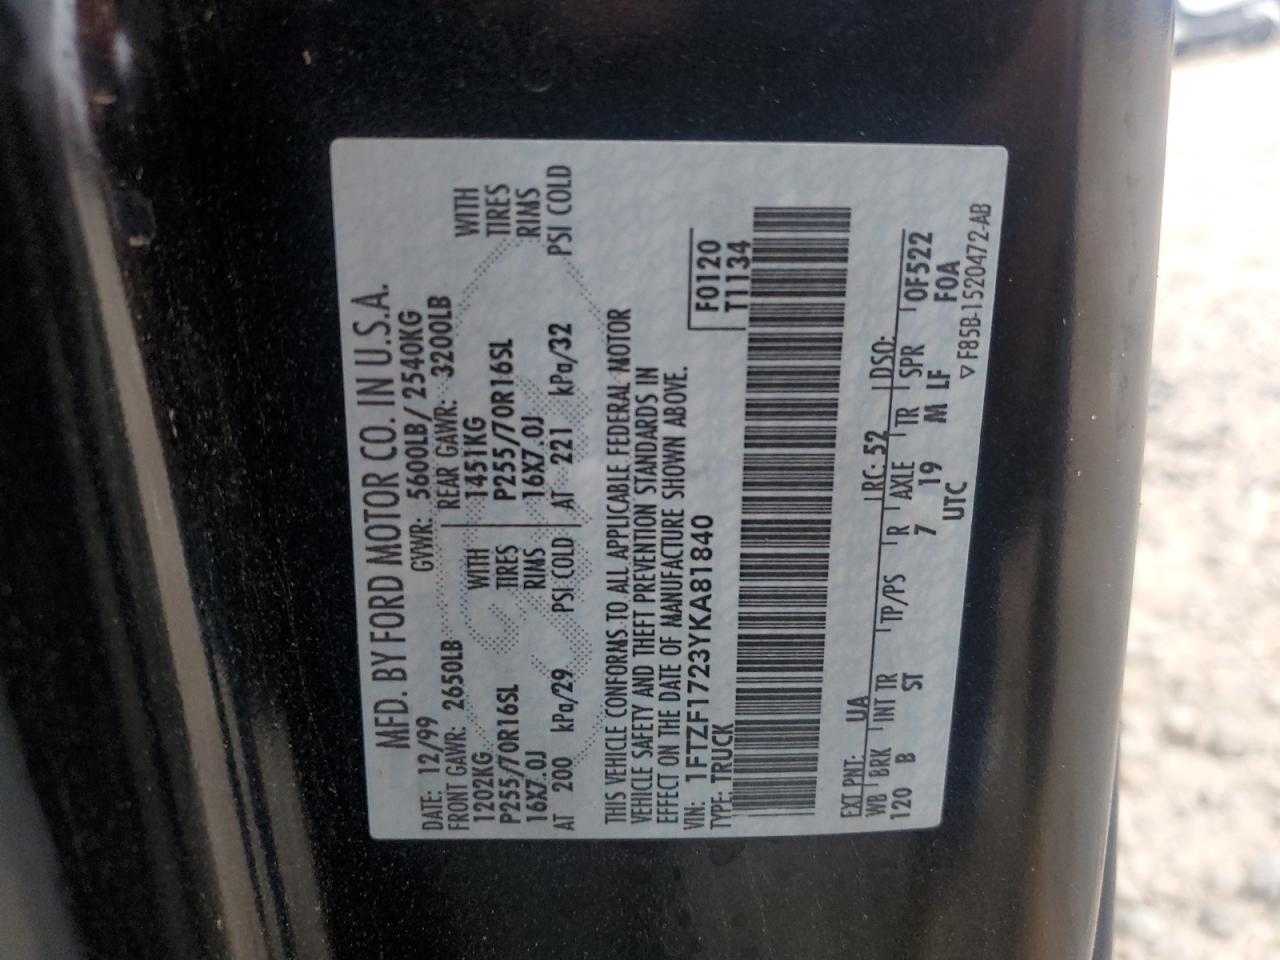 MFD. BY FORD MOTOR CO. IN U.S.A.
DATE: 12/99 GVWR: 5600LB/ 2540KG
FRONT GAWR: 2650LB REAR GAWR: 3200LB
1202KG WITH 1451KG WITH
P255/70R16SL TIRES P255/70R16SL TIRES
16X7.0J RIMS 16X7.0J RIMS
AT 200 kPa/29 PSI COLD AT 221 kPa/32 PSI COLD
THIS VEHICLE CONFORMS TO ALL APPLICABLE FEDERAL MOTOR
VEHICLE SAFETY AND THEFT PREVENTION STANDARDS IN
EFFECT ON THE DATE OF MANUFACTURE SHOWN ABOVE.
VIN: 1FTZF1723YKA81840 F0120
TYPE: TRUCK T1134
EXT PNT: UA RC: 52 DSO:
WB BRK INT TR TP/PS R AXLE TR SPR 0F522
120 B ST 7 19 M LF F0A
UTC
▽ F85B-1520472-AB